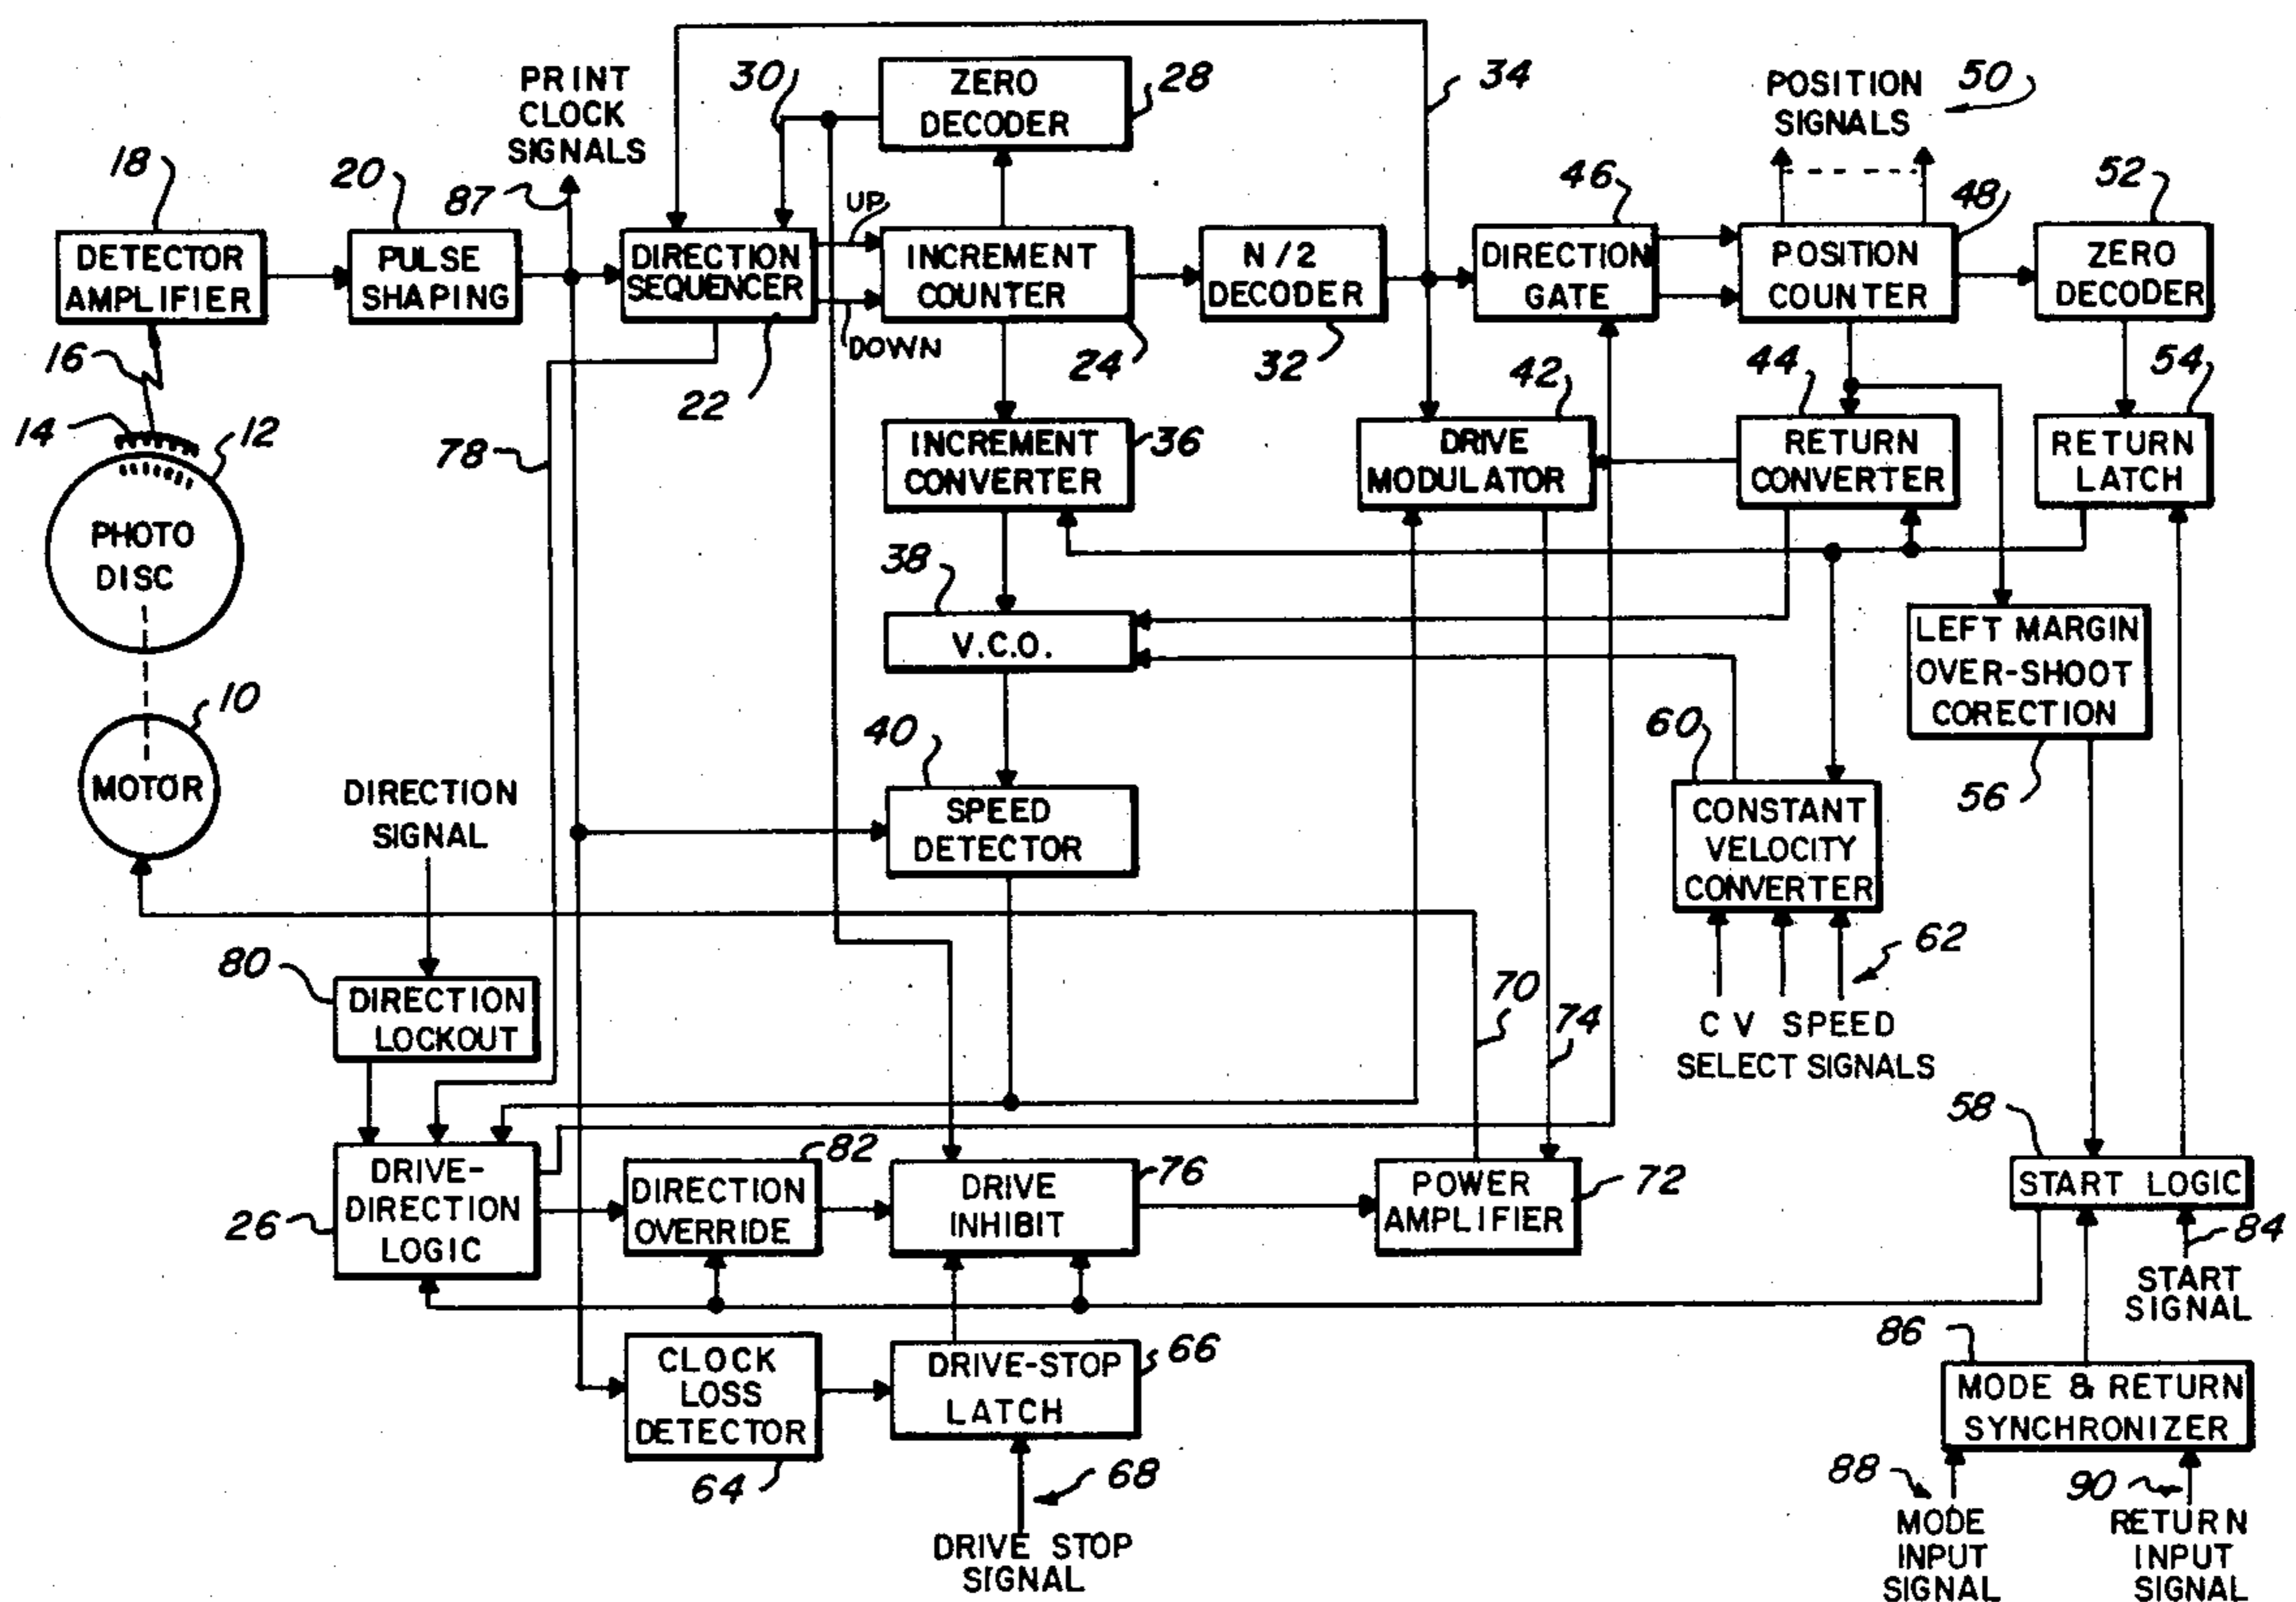 PRINT
CLOCK
SIGNALS
30
ZERO
DECODER
28
34
POSITION
SIGNALS
50
18
20
87
UP
46
48
52
DETECTOR
AMPLIFIER
PULSE
SHAPING
DIRECTION
SEQUENCER
INCREMENT
COUNTER
N/2
DECODER
DIRECTION
GATE
POSITION
COUNTER
ZERO
DECODER
DOWN
16
22
24
32
42
44
54
14
12
78
INCREMENT
CONVERTER
36
DRIVE
MODULATOR
RETURN
CONVERTER
RETURN
LATCH
PHOTO
DISC
38
V.C.O.
LEFT MARGIN
OVER-SHOOT
CORECTION
56
10
MOTOR
40
SPEED
DETECTOR
60
CONSTANT
VELOCITY
CONVERTER
62
C V SPEED
SELECT SIGNALS
DIRECTION
SIGNAL
80
DIRECTION
LOCKOUT
70
74
58
START LOGIC
84
START
SIGNAL
26
DRIVE-
DIRECTION
LOGIC
82
DIRECTION
OVERRIDE
76
DRIVE
INHIBIT
POWER
AMPLIFIER
72
CLOCK
LOSS
DETECTOR
64
DRIVE-STOP
LATCH
66
68
DRIVE STOP
SIGNAL
86
MODE & RETURN
SYNCHRONIZER
88
MODE
INPUT
SIGNAL
90
RETURN
INPUT
SIGNAL